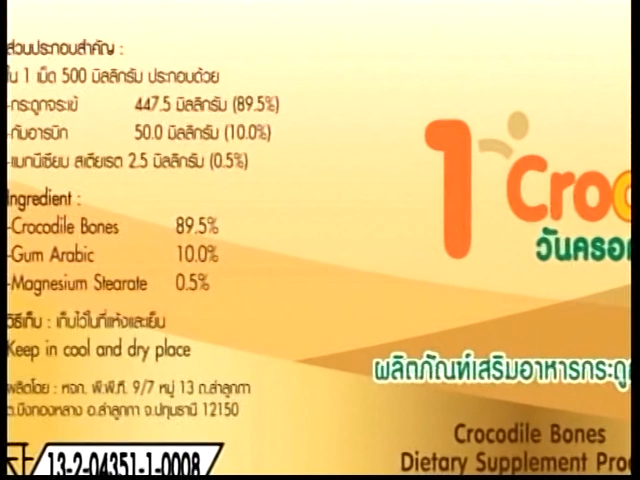 ส่วนประกอบสำคัญ :
ใน 1 เม็ด 500 มิลลิกรัม ประกอบด้วย
-กระดูกจระเข้ 447.5 มิลลิกรัม (89.5%)
-กัมอารบิก 50.0 มิลลิกรัม (10.0%)
-แมกนีเซียม สเตียเรต 2.5 มิลลิกรัม (0.5%)
Ingredient :
-Crocodile Bones 89.5%
-Gum Arabic 10.0%
-Magnesium Stearate 0.5%
วิธีเก็บ : เก็บไว้ในที่แห้งและเย็น
Keep in cool and dry place
ผลิตโดย : หจก. พี.พี.ที. 9/7 หมู่ 13 ถ.ลำลูกกา
ต.บึงทองหลาง อ.ลำลูกกา จ.ปทุมธานี 12150
13-2-04351-1-0008
1 Croc
วันครอ
ผลิตภัณฑ์เสริมอาหารกระดู
Crocodile Bones
Dietary Supplement Pro